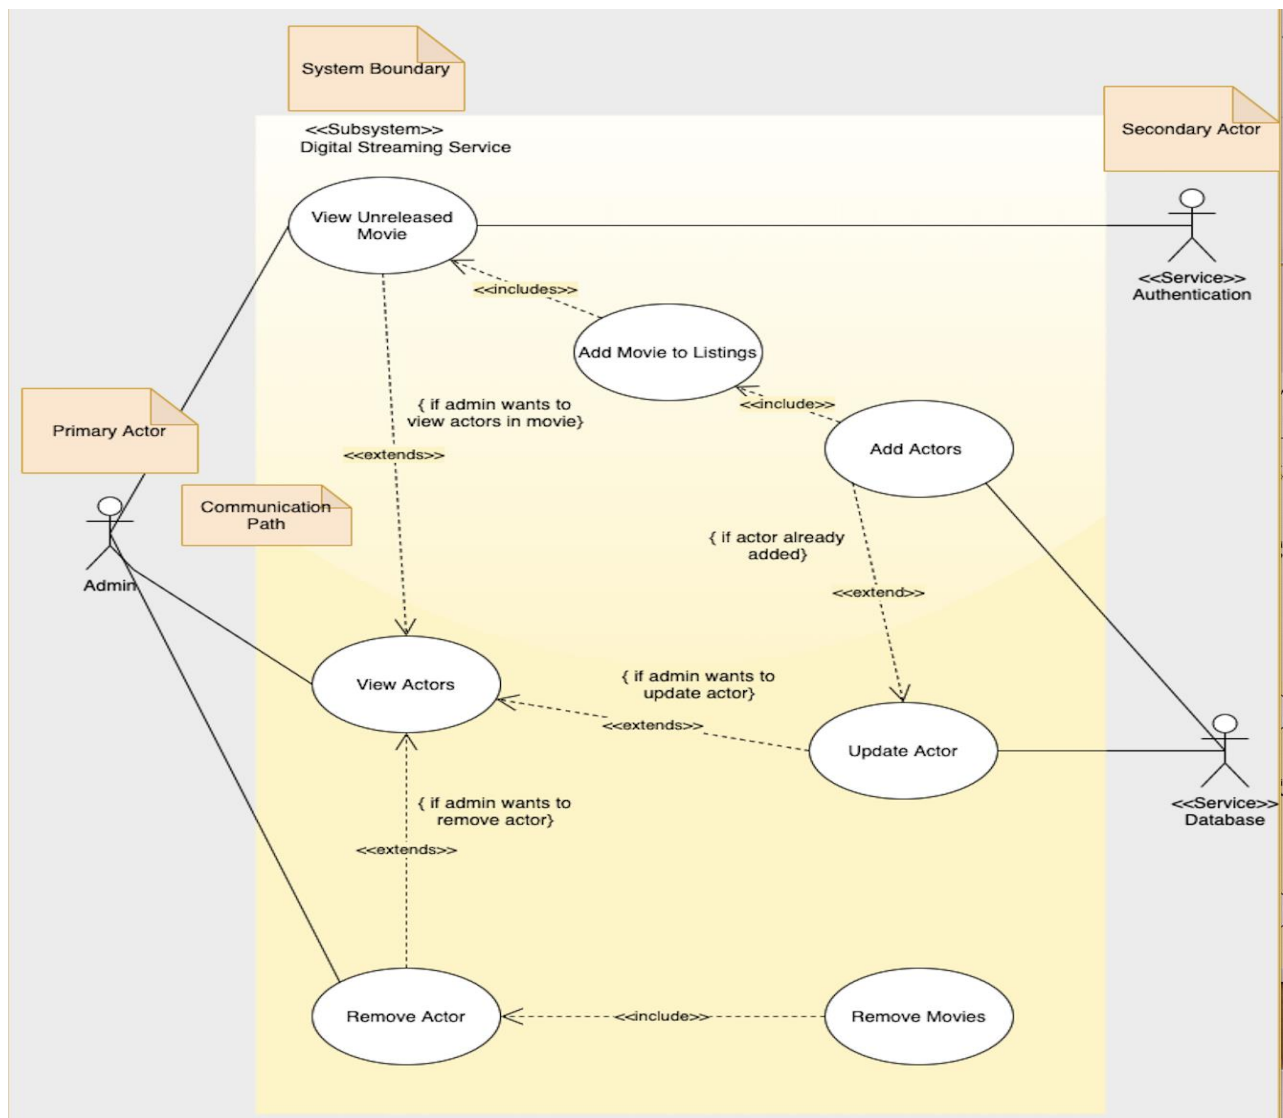 System Boundary
Secondary Actor
<<Subsystem>>
Digital Streaming Service
View Unreleased
Movie
<<Service>>
Authentication
<<includes>>
Add Movie to Listings
{ if admin wants to
view actors in movie}
<<include>>
Primary Actor
<<extends>>
Add Actors
Communication
Path
{ if actor already
added}
Admin
<<extend>>
View Actors
{ if admin wants to
update actor}
<<extends>>
Update Actor
<<Service>>
Database
{ if admin wants to
remove actor}
<<extends>>
Remove Actor
<<include>>
Remove Movies